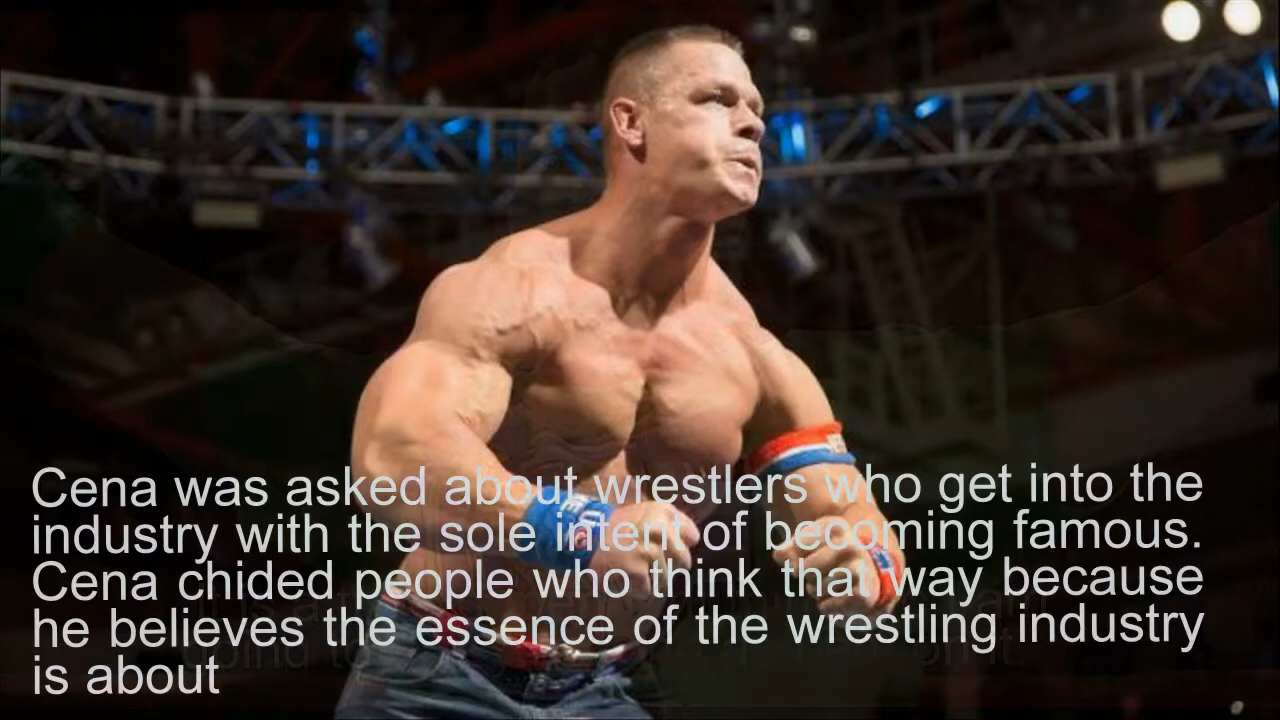 Cena was asked about wrestlers who get into the
industry with the sole intent of becoming famous.
Cena chided people who think that way because
he believes the essence of the wrestling industry
is about